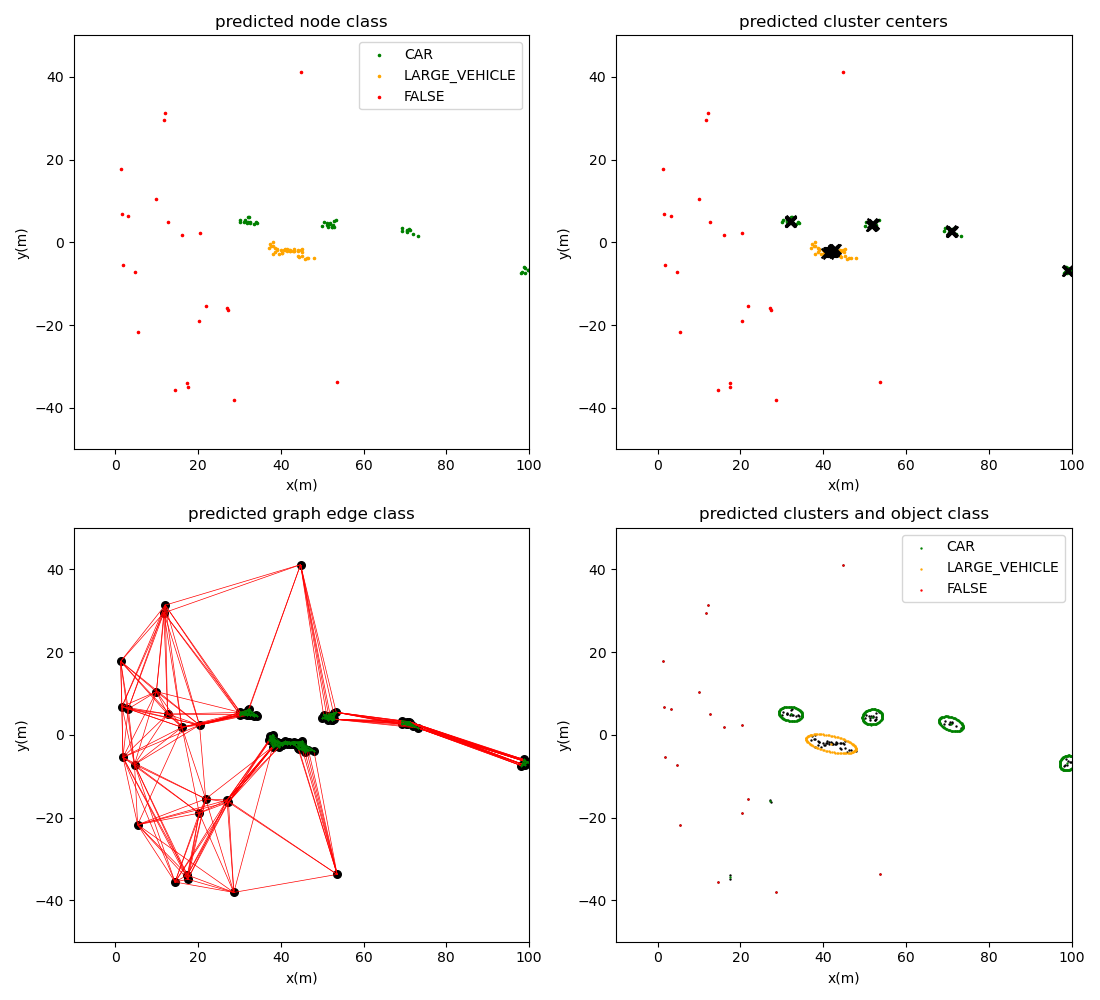 predicted node class
CAR
LARGE_VEHICLE
FALSE
y(m)
40
20
0
−20
−40
0 20 40 60 80 100
x(m)
predicted cluster centers
y(m)
40
20
0
−20
−40
0 20 40 60 80 100
x(m)
predicted graph edge class
y(m)
40
20
0
−20
−40
0 20 40 60 80 100
x(m)
predicted clusters and object class
CAR
LARGE_VEHICLE
FALSE
y(m)
40
20
0
−20
−40
0 20 40 60 80 100
x(m)